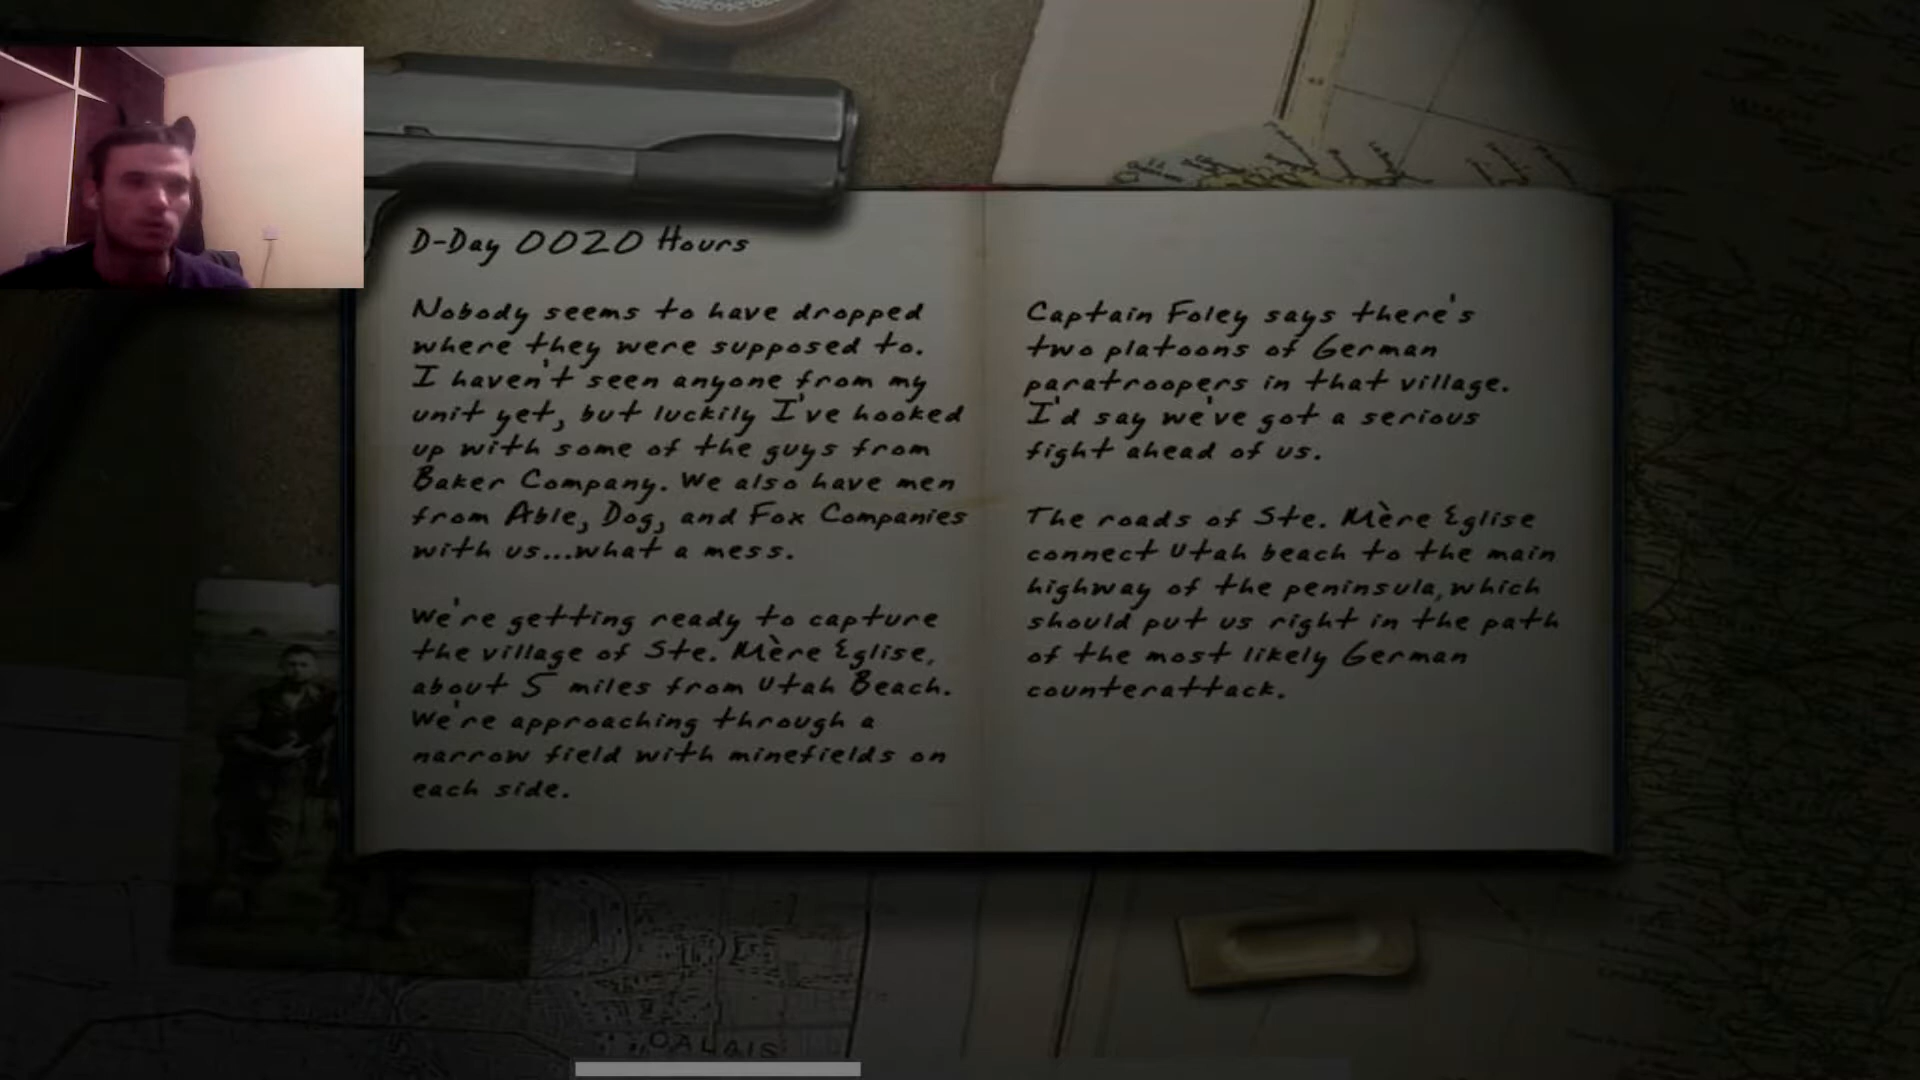 D-Day 0020 Hours
Nobody seems to have dropped
where they were supposed to.
I haven't seen anyone from my
unit yet, but luckily I've hooked
up with some of the guys from
Baker Company. We also have men
from Able, Dog, and Fox Companies
with us...what a mess.
We're getting ready to capture
the village of Ste. Mère Eglise,
about 5 miles from Utah Beach.
We're approaching through a
narrow field with minefields on
each side.
Captain Foley says there's
two platoons of German
paratroopers in that village.
I'd say we've got a serious
fight ahead of us.
The roads of Ste. Mère Eglise
connect Utah beach to the main
highway of the peninsula, which
should put us right in the path
of the most likely German
counterattack.
CALAIS